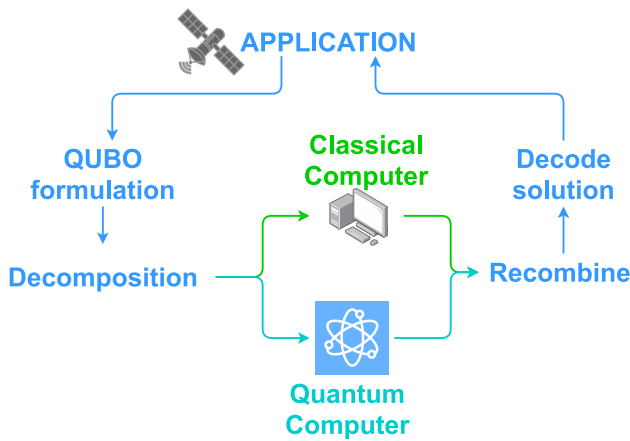 APPLICATION
QUBO
formulation
Classical
Computer
Decode
solution
Decomposition
Recombine
Quantum
Computer